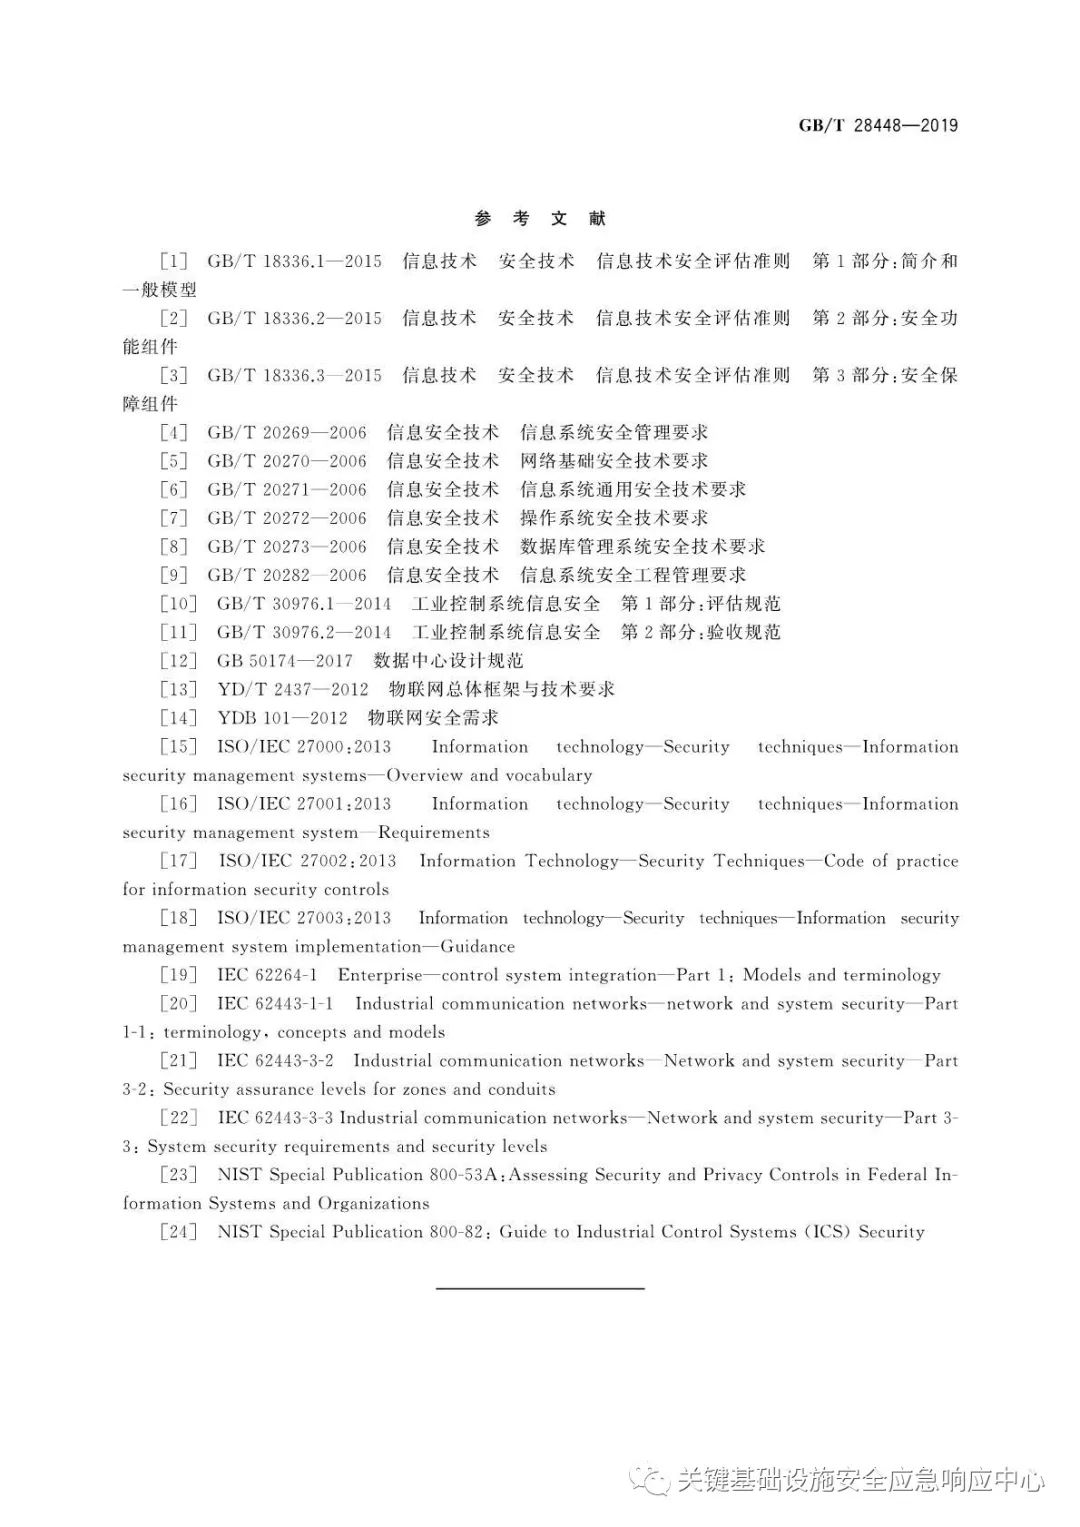 GB/T 28448—2019
参 考 文 献
[1] GB/T 18336.1—2015 信息技术 安全技术 信息技术安全评估准则 第1部分:简介和
一般模型
[2] GB/T 18336.2—2015 信息技术 安全技术 信息技术安全评估准则 第2部分:安全功
能组件
[3] GB/T 18336.3—2015 信息技术 安全技术 信息技术安全评估准则 第3部分:安全保
障组件
[4] GB/T 20269—2006 信息安全技术 信息系统安全管理要求
[5] GB/T 20270—2006 信息安全技术 网络基础安全技术要求
[6] GB/T 20271—2006 信息安全技术 信息系统通用安全技术要求
[7] GB/T 20272—2006 信息安全技术 操作系统安全技术要求
[8] GB/T 20273—2006 信息安全技术 数据库管理系统安全技术要求
[9] GB/T 20282—2006 信息安全技术 信息系统安全工程管理要求
[10] GB/T 30976.1—2014 工业控制系统信息安全 第1部分:评估规范
[11] GB/T 30976.2—2014 工业控制系统信息安全 第2部分:验收规范
[12] GB 50174—2017 数据中心设计规范
[13] YD/T 2437—2012 物联网总体框架与技术要求
[14] YDB 101—2012 物联网安全需求
[15] ISO/IEC 27000:2013 Information technology—Security techniques—Information
security management systems—Overview and vocabulary
[16] ISO/IEC 27001:2013 Information technology—Security techniques—Information
security management system—Requirements
[17] ISO/IEC 27002:2013 Information Technology—Security Techniques—Code of practice
for information security controls
[18] ISO/IEC 27003:2013 Information technology—Security techniques—Information security
management system implementation—Guidance
[19] IEC 62264-1 Enterprise—control system integration—Part 1: Models and terminology
[20] IEC 62443-1-1 Industrial communication networks—network and system security—Part
1-1: terminology, concepts and models
[21] IEC 62443-3-2 Industrial communication networks—Network and system security—Part
3-2: Security assurance levels for zones and conduits
[22] IEC 62443-3-3 Industrial communication networks—Network and system security—Part 3-
3: System security requirements and security levels
[23] NIST Special Publication 800-53A:Assessing Security and Privacy Controls in Federal In-
formation Systems and Organizations
[24] NIST Special Publication 800-82: Guide to Industrial Control Systems (ICS) Security
关键基础设施安全应急响应中心